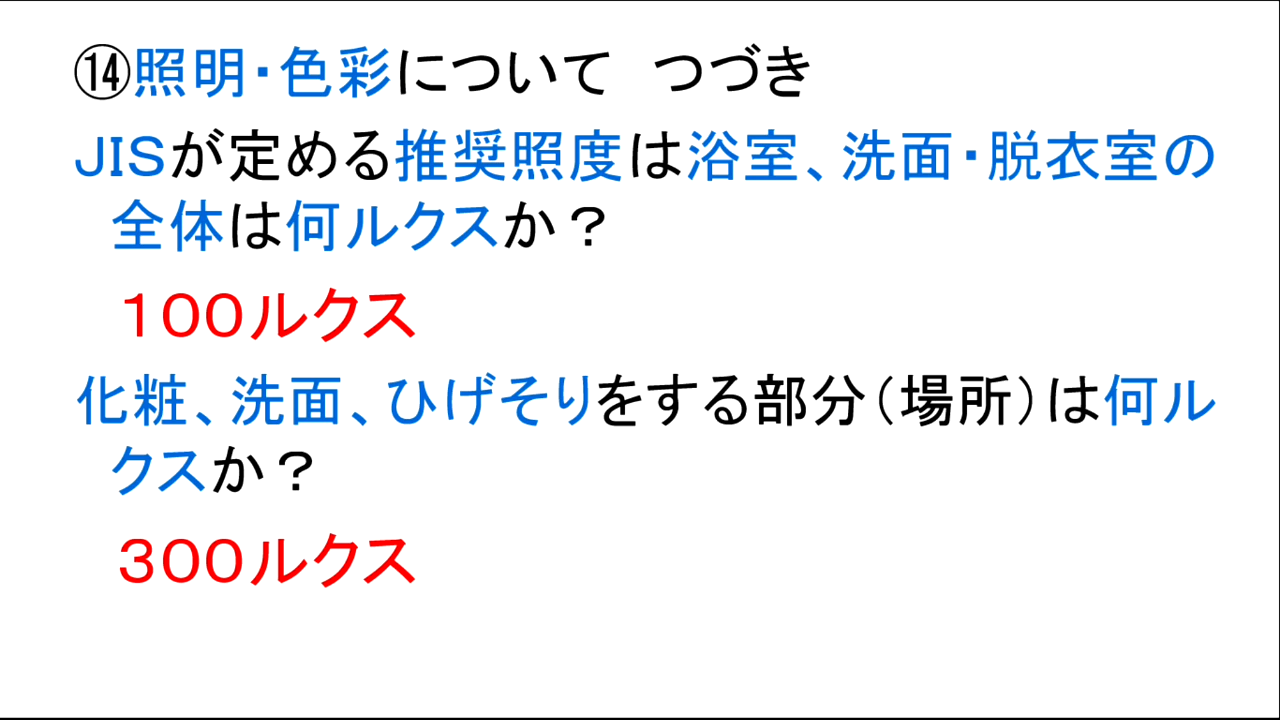 ⑭照明・色彩について　つづき
JISが定める推奨照度は浴室、洗面・脱衣室の
全体は何ルクスか？
100ルクス
化粧、洗面、ひげそりをする部分（場所）は何ル
クスか？
300ルクス